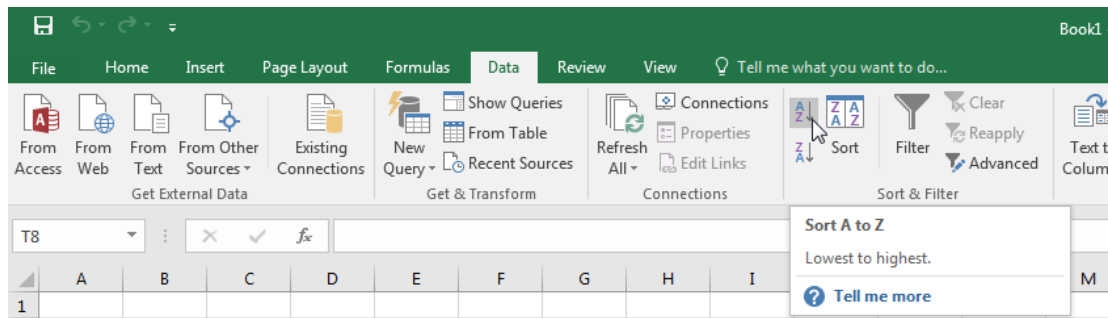 Book1
File Home Insert Page Layout Formulas Data Review View Tell me what you want to do...
From Access
From Web
From Text
From Other Sources
Existing Connections
Get External Data
New Query
Show Queries
From Table
Recent Sources
Get & Transform
Refresh All
Connections
Properties
Edit Links
Connections
A Z
Z A
Z A A Z
Sort
Filter
Clear
Reapply
Advanced
Sort & Filter
Text t
Colum
T8 fx
Sort A to Z
Lowest to highest.
? Tell me more
A B C D E F G H I M
1